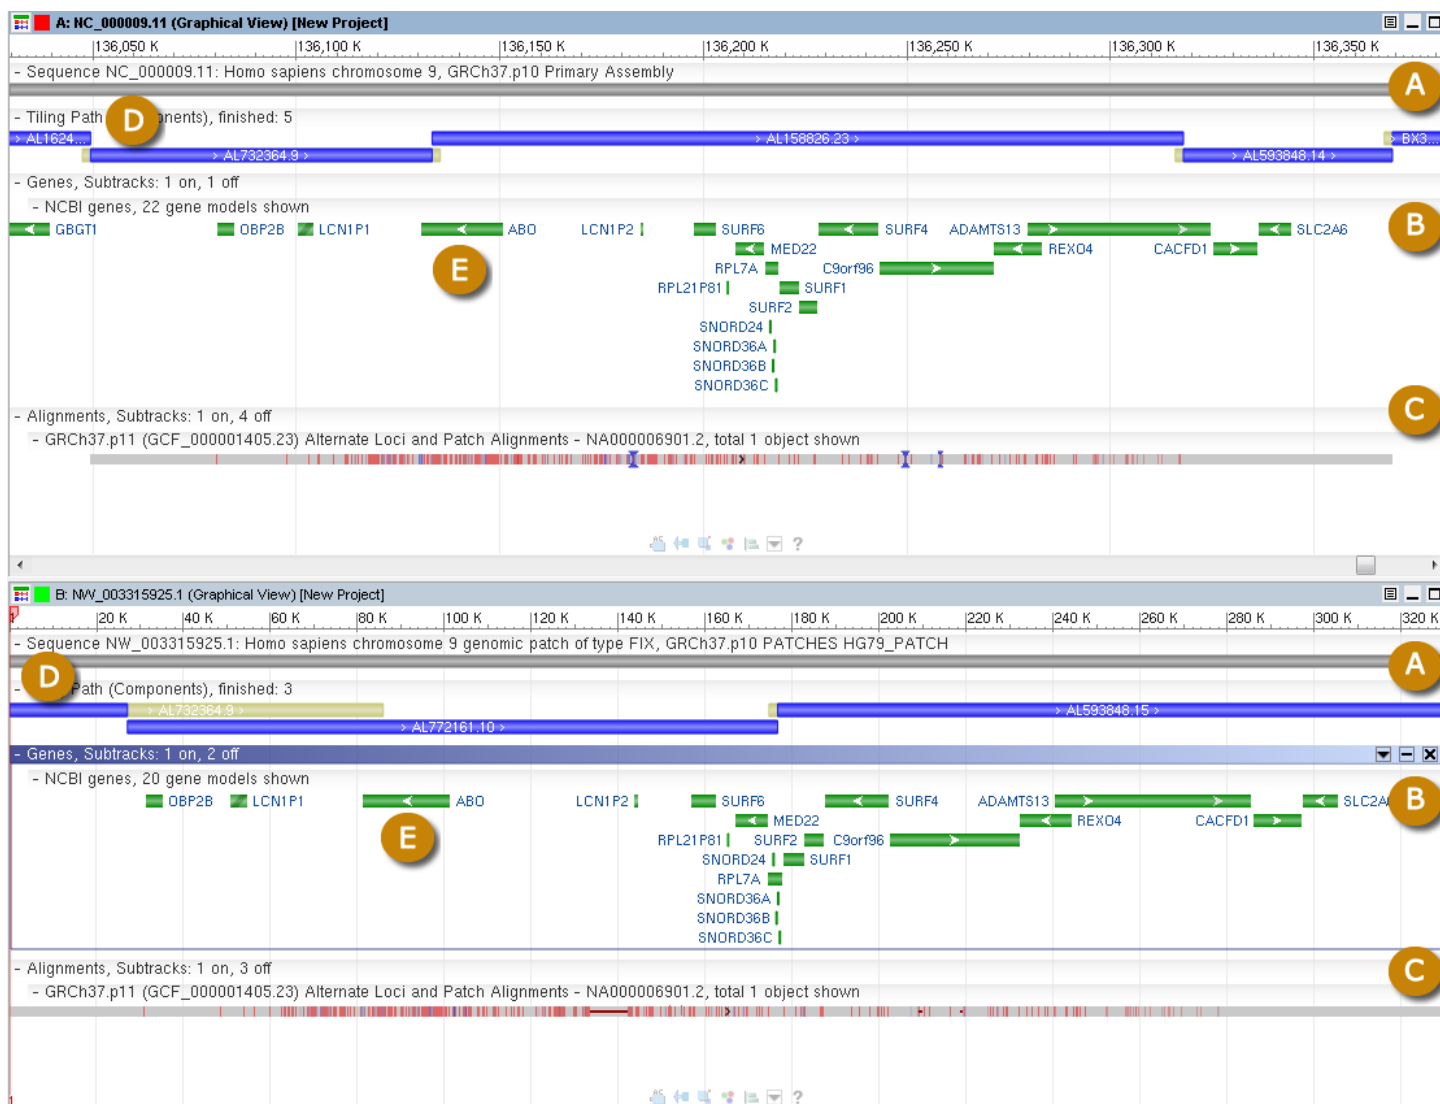 A: NC_000009.11 (Graphical View) [New Project]
136,050 K 136,100 K 136,150 K 136,200 K 136,250 K 136,300 K 136,350 K
- Sequence NC_000009.11: Homo sapiens chromosome 9, GRCh37.p10 Primary Assembly
A
- Tiling Path nents), finished: 5
D
> AL1624... > AL158826.23 > > BX3...
> AL732364.9 > > AL593848.14 >
- Genes, Subtracks: 1 on, 1 off
- NCBI genes, 22 gene models shown
B
GBGT1 OBP2B LCN1P1 ABO LCN1P2 SURF6 SURF4 ADAMTS13 SLC2A6
MED22 REXO4 CACFD1
E
RPL7A C9orf96
RPL21P81 SURF1
SURF2
SNORD24
SNORD36A
SNORD36B
SNORD36C
C
- Alignments, Subtracks: 1 on, 4 off
- GRCh37.p11 (GCF_000001405.23) Alternate Loci and Patch Alignments - NA000006901.2, total 1 object shown
?
B: NW_003315925.1 (Graphical View) [New Project]
1 20 K 40 K 60 K 80 K 100 K 120 K 140 K 160 K 180 K 200 K 220 K 240 K 260 K 280 K 300 K 320 K
- Sequence NW_003315925.1: Homo sapiens chromosome 9 genomic patch of type FIX, GRCh37.p10 PATCHES HG79_PATCH
A
D
- Path (Components), finished: 3
> AL732364.9 > > AL593848.15 >
> AL772161.10 >
- Genes, Subtracks: 1 on, 2 off
- NCBI genes, 20 gene models shown
B
OBP2B LCN1P1 ABO LCN1P2 SURF6 SURF4 ADAMTS13 SLC2A
MED22 REXO4 CACFD1
E
RPL21P81 SURF2 C9orf96
SNORD24 SURF1
RPL7A
SNORD36A
SNORD36B
SNORD36C
C
- Alignments, Subtracks: 1 on, 3 off
- GRCh37.p11 (GCF_000001405.23) Alternate Loci and Patch Alignments - NA000006901.2, total 1 object shown
?
1